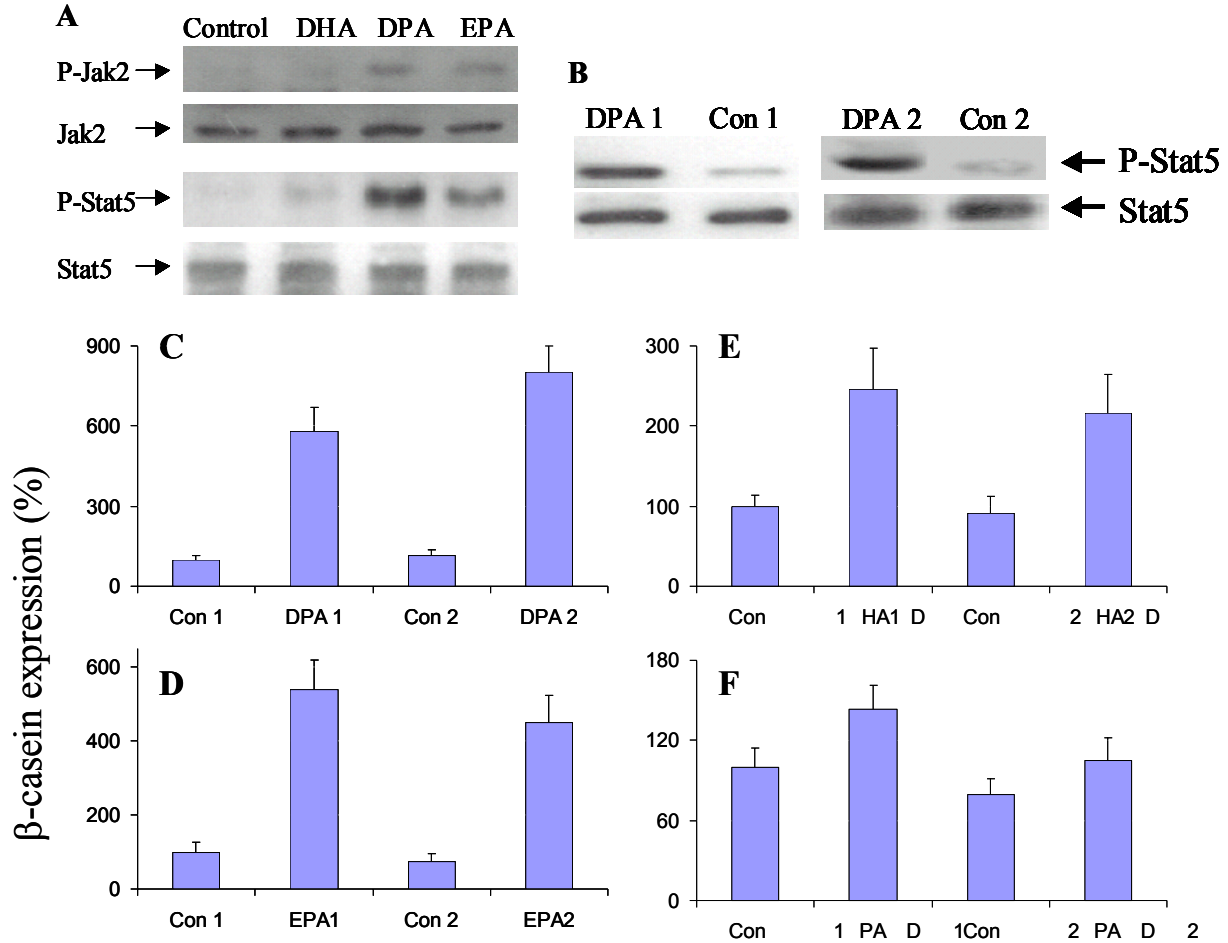 A
Control DHA DPA EPA
P-Jak2
Jak2
P-Stat5
Stat5
B
DPA 1 Con 1 DPA 2 Con 2
P-Stat5
Stat5
β-casein expression (%)
C
900
600
300
0
Con 1 DPA 1 Con 2 DPA 2
E
300
200
100
0
Con 1 HA1 D Con 2 HA2 D
D
600
400
200
0
Con 1 EPA1 Con 2 EPA2
F
180
120
60
0
Con 1 PA D 1Con 2 PA D 2